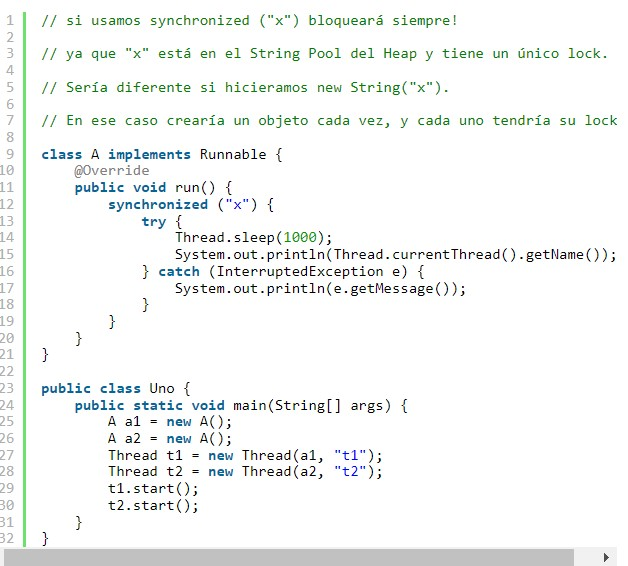 1 // si usamos synchronized ("x") bloqueará siempre!
2
3 // ya que "x" está en el String Pool del Heap y tiene un único lock.
4
5 // Sería diferente si hicieramos new String("x").
6
7 // En ese caso crearía un objeto cada vez, y cada uno tendría su lock
8
9 class A implements Runnable {
10     @Override
11     public void run() {
12         synchronized ("x") {
13             try {
14                 Thread.sleep(1000);
15                 System.out.println(Thread.currentThread().getName());
16             } catch (InterruptedException e) {
17                 System.out.println(e.getMessage());
18             }
19         }
20     }
21 }
22
23 public class Uno {
24     public static void main(String[] args) {
25         A a1 = new A();
26         A a2 = new A();
27         Thread t1 = new Thread(a1, "t1");
28         Thread t2 = new Thread(a2, "t2");
29         t1.start();
30         t2.start();
31     }
32 }